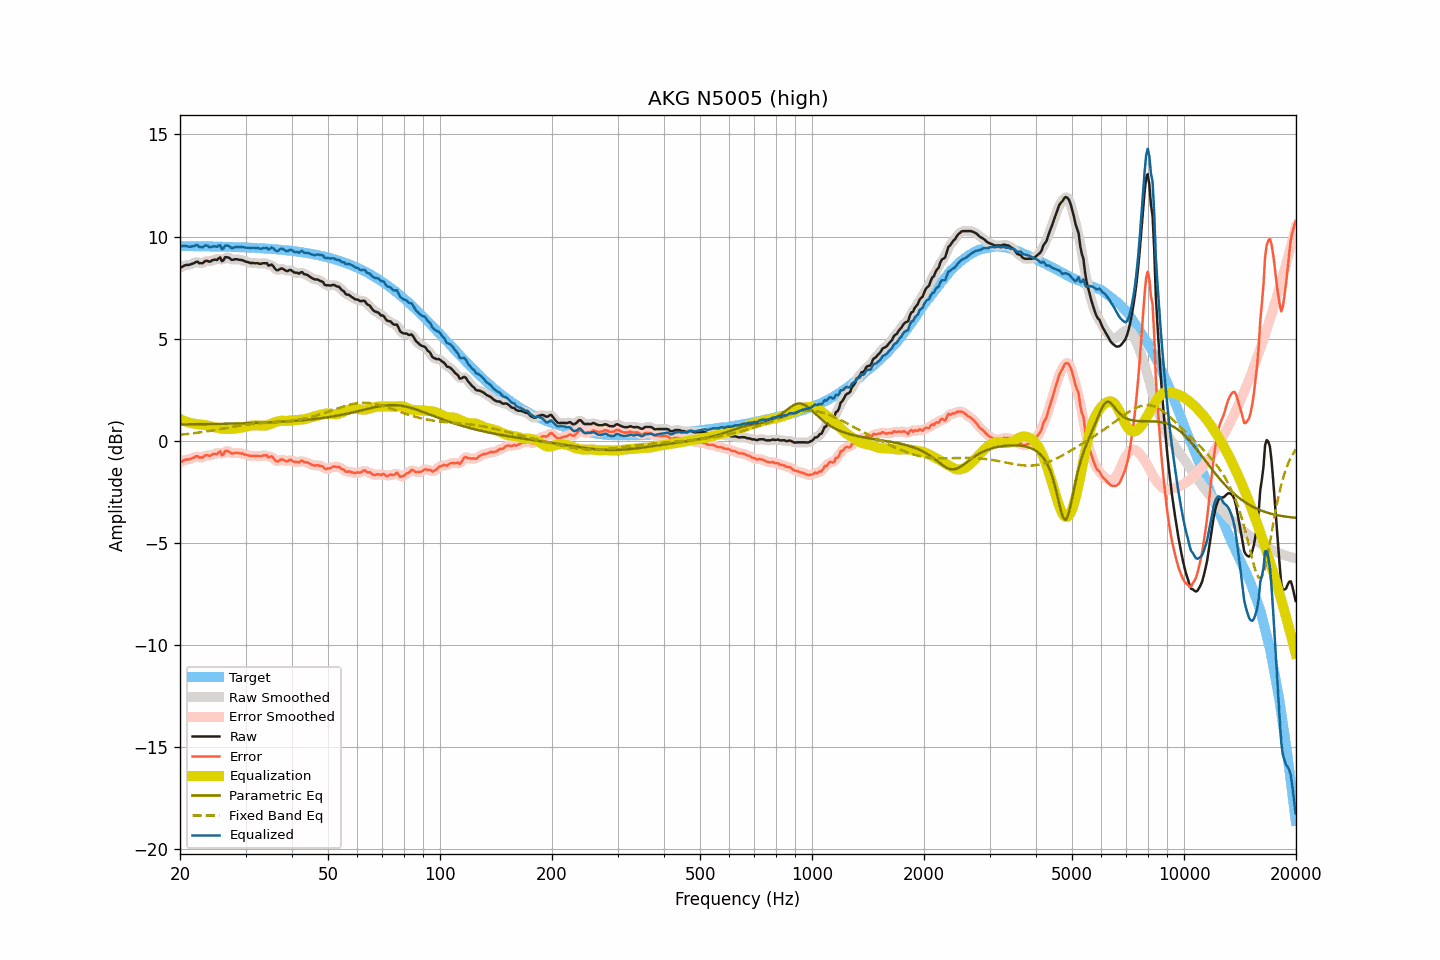 AKG N5005 (high)
Amplitude (dBr)
15
10
5
0
−5
−10
−15
−20
Target
Raw Smoothed
Error Smoothed
Raw
Error
Equalization
Parametric Eq
Fixed Band Eq
Equalized
20 50 100 200 500 1000 2000 5000 10000 20000
Frequency (Hz)